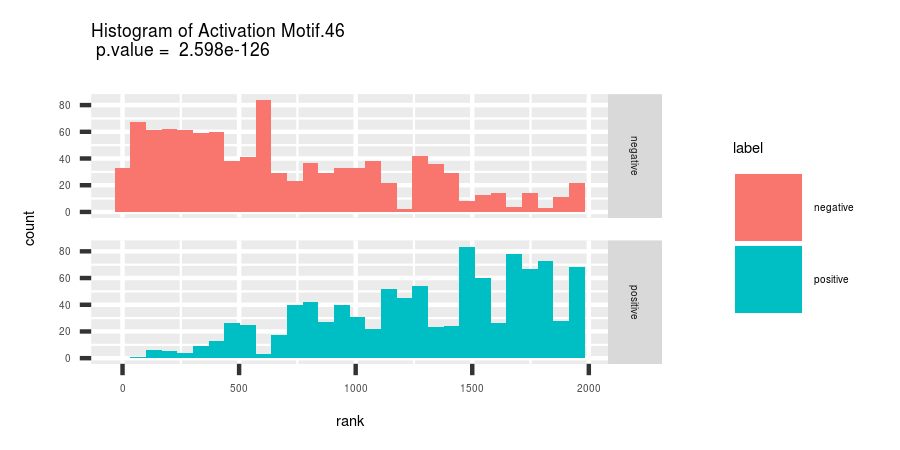 Histogram of Activation Motif.46
p.value = 2.598e-126
80
60
40
20
0
negative
80
60
40
20
0
positive
count
0 500 1000 1500 2000
rank
label
negative
positive